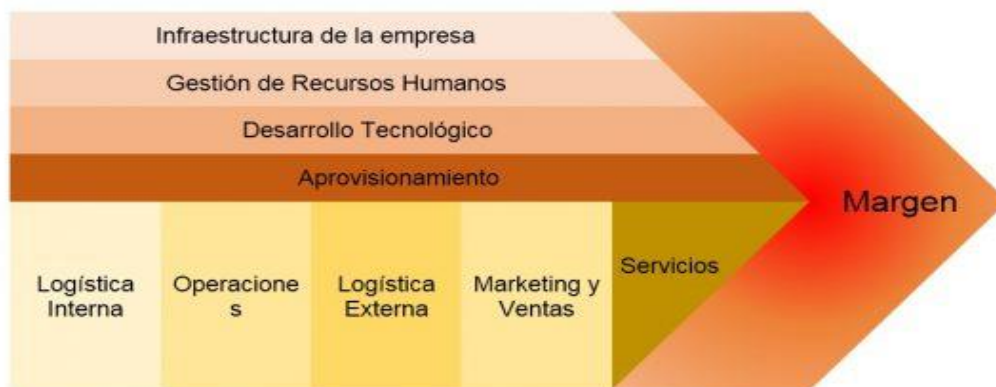 Infraestructura de la empresa
Gestión de Recursos Humanos
Desarrollo Tecnológico
Aprovisionamiento
Margen
Logística
Interna
Operacione
s
Logística
Externa
Marketing y
Ventas
Servicios